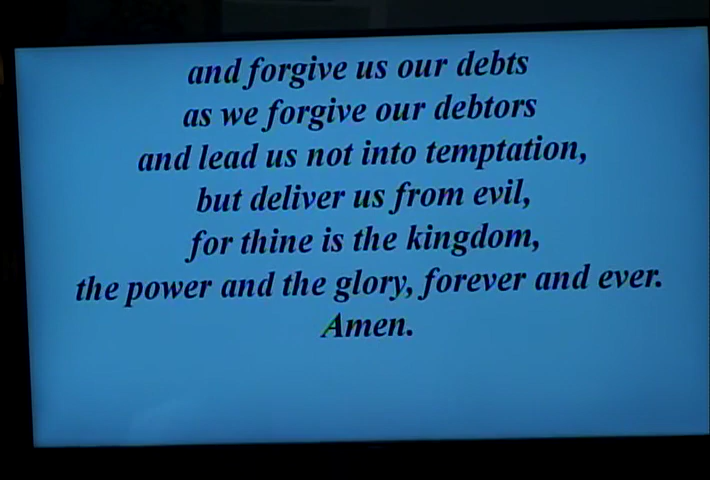 and forgive us our debts
as we forgive our debtors
and lead us not into temptation,
but deliver us from evil,
for thine is the kingdom,
the power and the glory, forever and ever.
Amen.